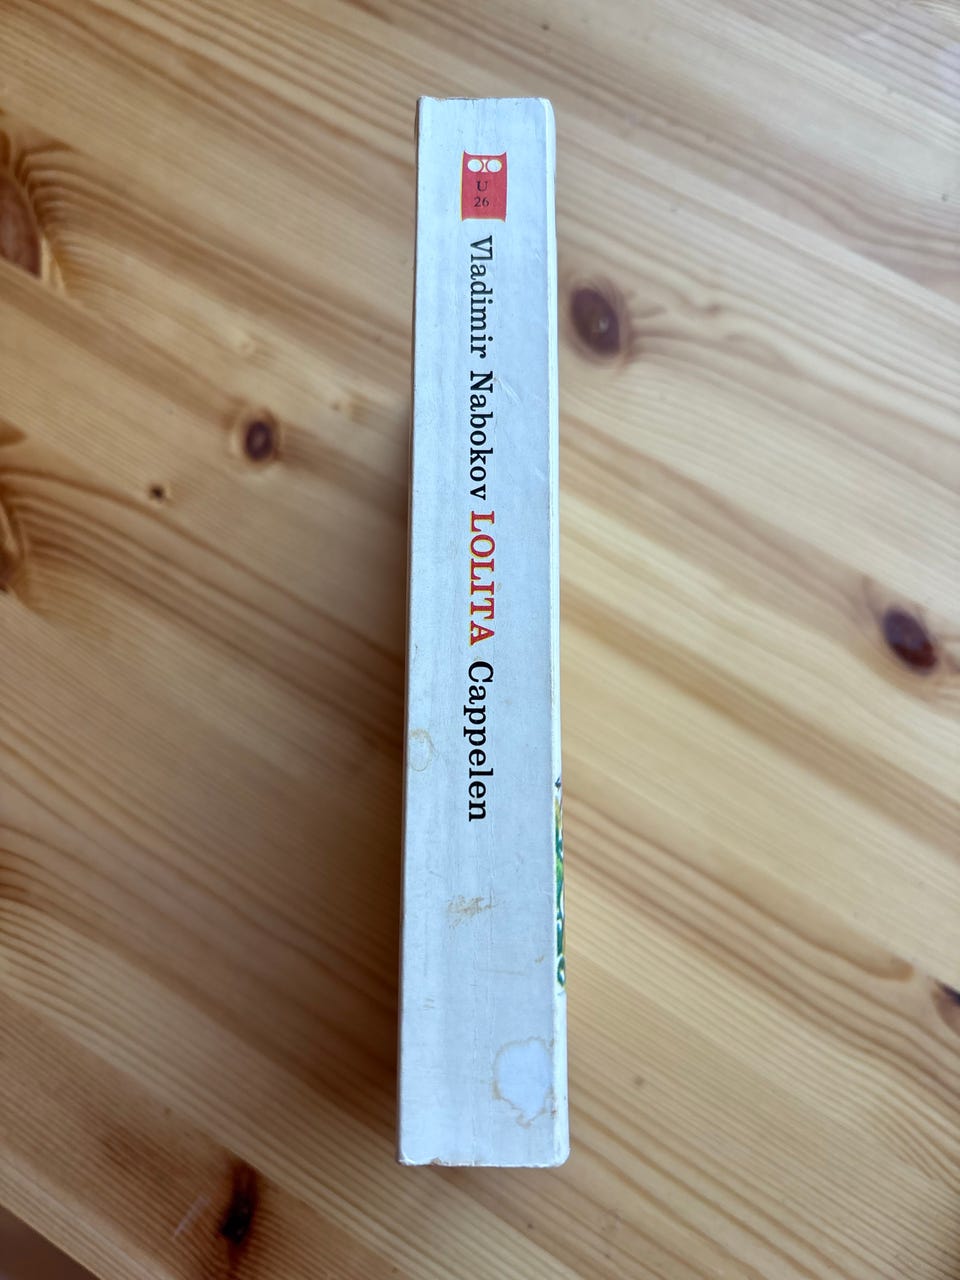 U
26
Vladimir Nabokov LOLITA Cappelen